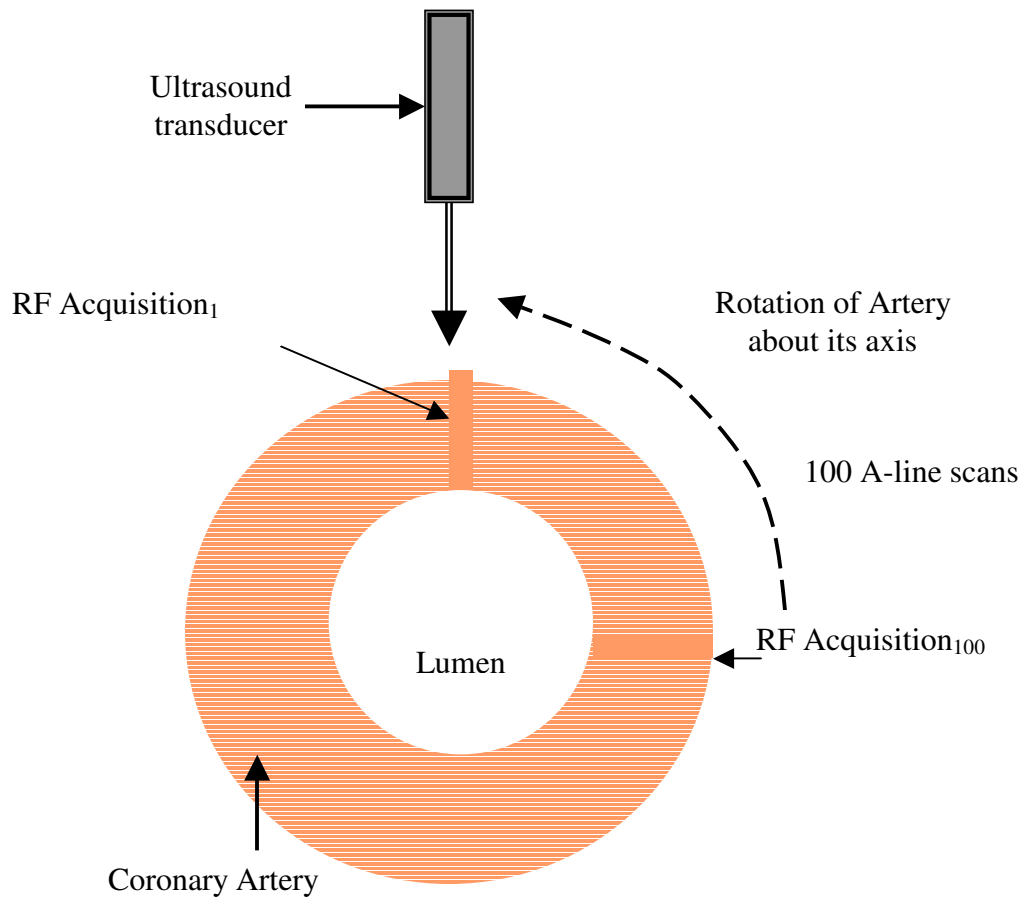 Ultrasound
transducer
RF Acquisition₁
Rotation of Artery
about its axis
100 A-line scans
RF Acquisition₁₀₀
Lumen
Coronary Artery